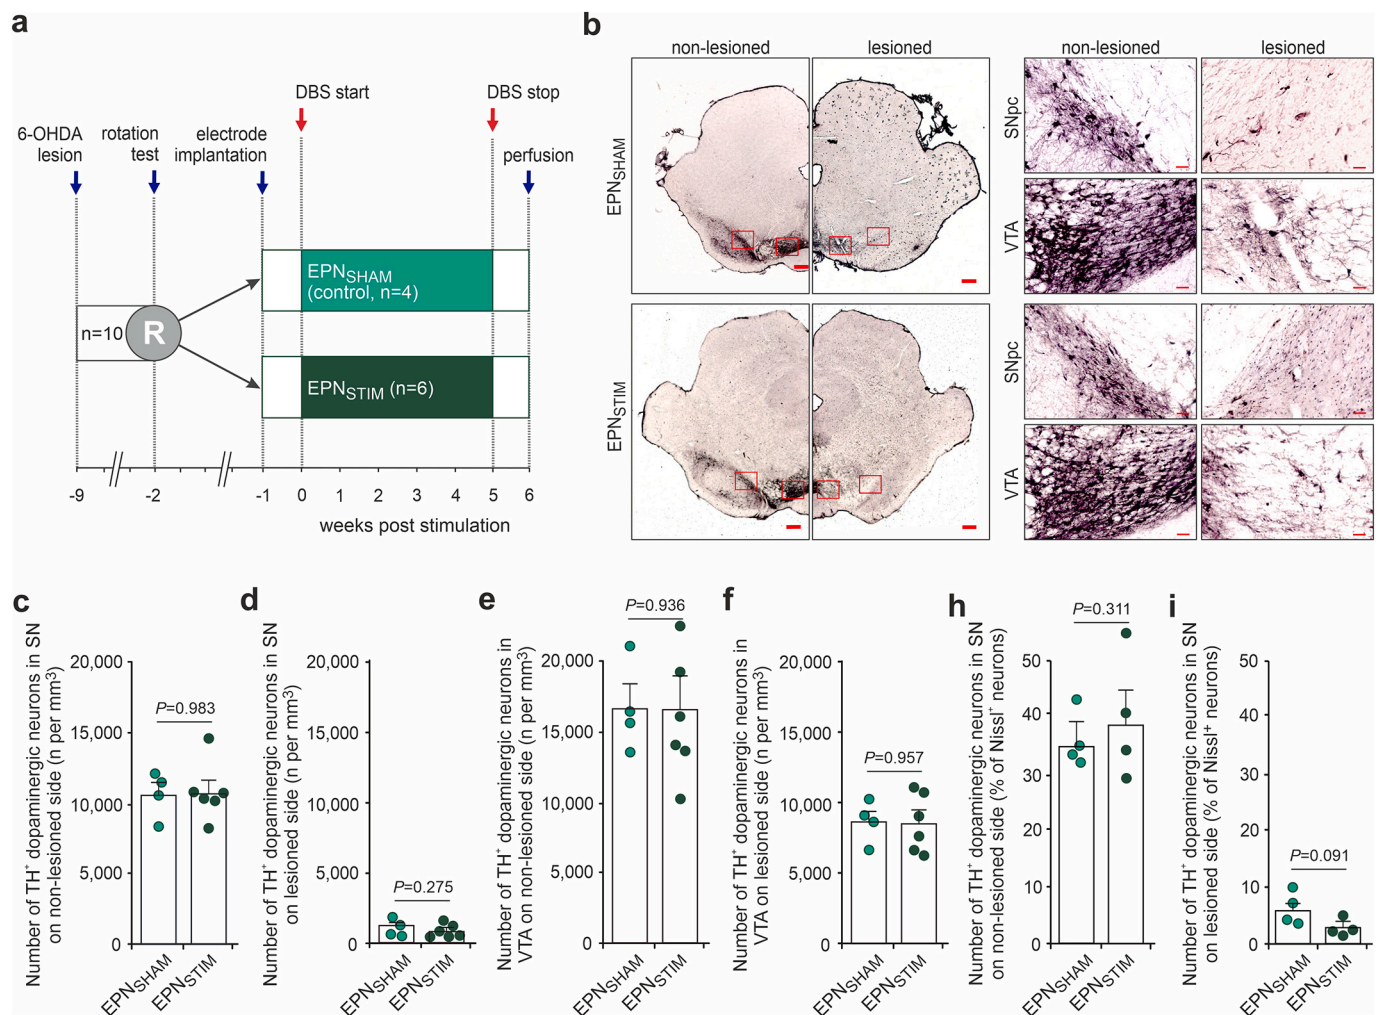 a
DBS start
DBS stop
6-OHDA
lesion
rotation
test
electrode
implantation
perfusion
EPNSHAM
(control, n=4)
n=10
R
EPNSTIM (n=6)
-9
-2
-1
0
1
2
3
4
5
6
weeks post stimulation
b
non-lesioned
lesioned
non-lesioned
lesioned
EPNSHAM
EPNSTIM
SNpc
VTA
SNpc
VTA
c
Number of TH+ dopaminergic neurons in SN
on non-lesioned side (n per mm3)
20,000
15,000
10,000
5,000
0
P=0.983
EPNSHAM
EPNSTIM
d
Number of TH+ dopaminergic neurons in SN
on lesioned side (n per mm3)
20,000
15,000
10,000
5,000
0
P=0.275
EPNSHAM
EPNSTIM
e
Number of TH+ dopaminergic neurons in
VTA on non-lesioned side (n per mm3)
20,000
15,000
10,000
5,000
0
P=0.936
EPNSHAM
EPNSTIM
f
Number of TH+ dopaminergic neurons in
VTA on lesioned side (n per mm3)
20,000
15,000
10,000
5,000
0
P=0.957
EPNSHAM
EPNSTIM
h
Number of TH+ dopaminergic neurons in SN
on non-lesioned side (% of Nissl+ neurons)
50
40
30
20
10
0
P=0.311
EPNSHAM
EPNSTIM
i
Number of TH+ dopaminergic neurons in SN
on lesioned side (% of Nissl+ neurons)
50
40
30
20
10
0
P=0.091
EPNSHAM
EPNSTIM